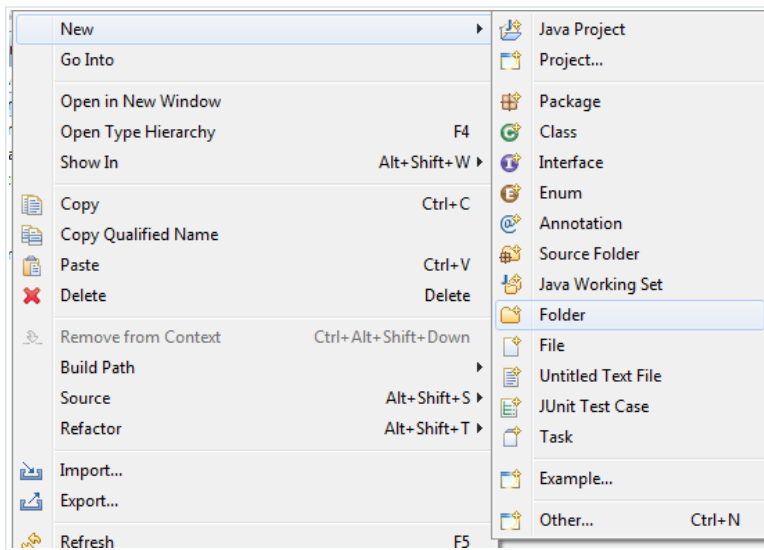 New
Go Into
Open in New Window
Open Type Hierarchy F4
Show In Alt+Shift+W
Copy Ctrl+C
Copy Qualified Name
Paste Ctrl+V
Delete Delete
Remove from Context Ctrl+Alt+Shift+Down
Build Path
Source Alt+Shift+S
Refactor Alt+Shift+T
Import...
Export...
Refresh F5
Java Project
Project...
Package
Class
Interface
Enum
Annotation
Source Folder
Java Working Set
Folder
File
Untitled Text File
JUnit Test Case
Task
Example...
Other... Ctrl+N